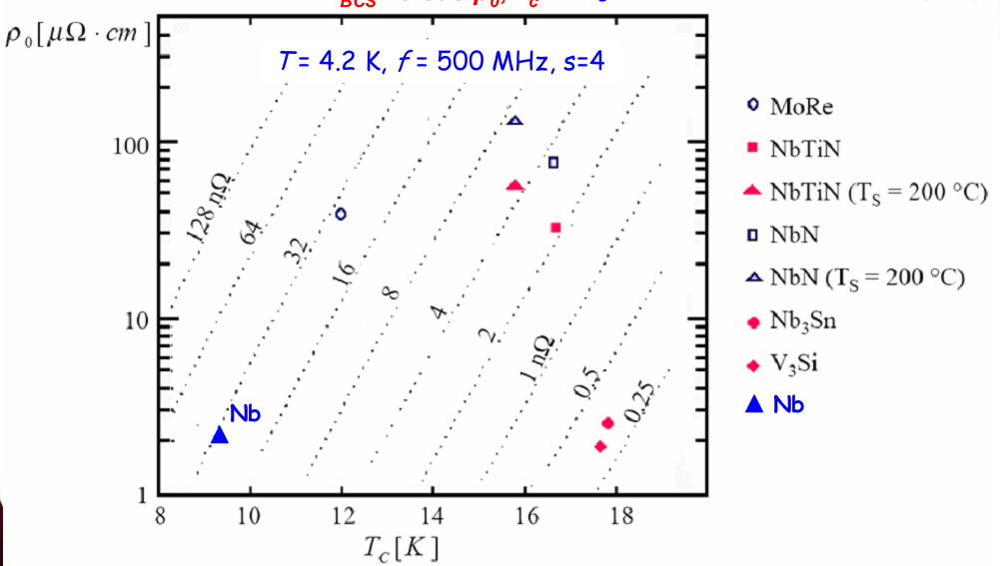 BCS
ρ₀[μΩ · cm]
T = 4.2 K, f = 500 MHz, s=4
100
10
1
8
10
12
14
16
18
T_C[K]
128 nΩ
64
32
16
8
4
2
1 nΩ
0.5
0.25
Nb
MoRe
NbTiN
NbTiN (T_S = 200 °C)
NbN
NbN (T_S = 200 °C)
Nb₃Sn
V₃Si
Nb